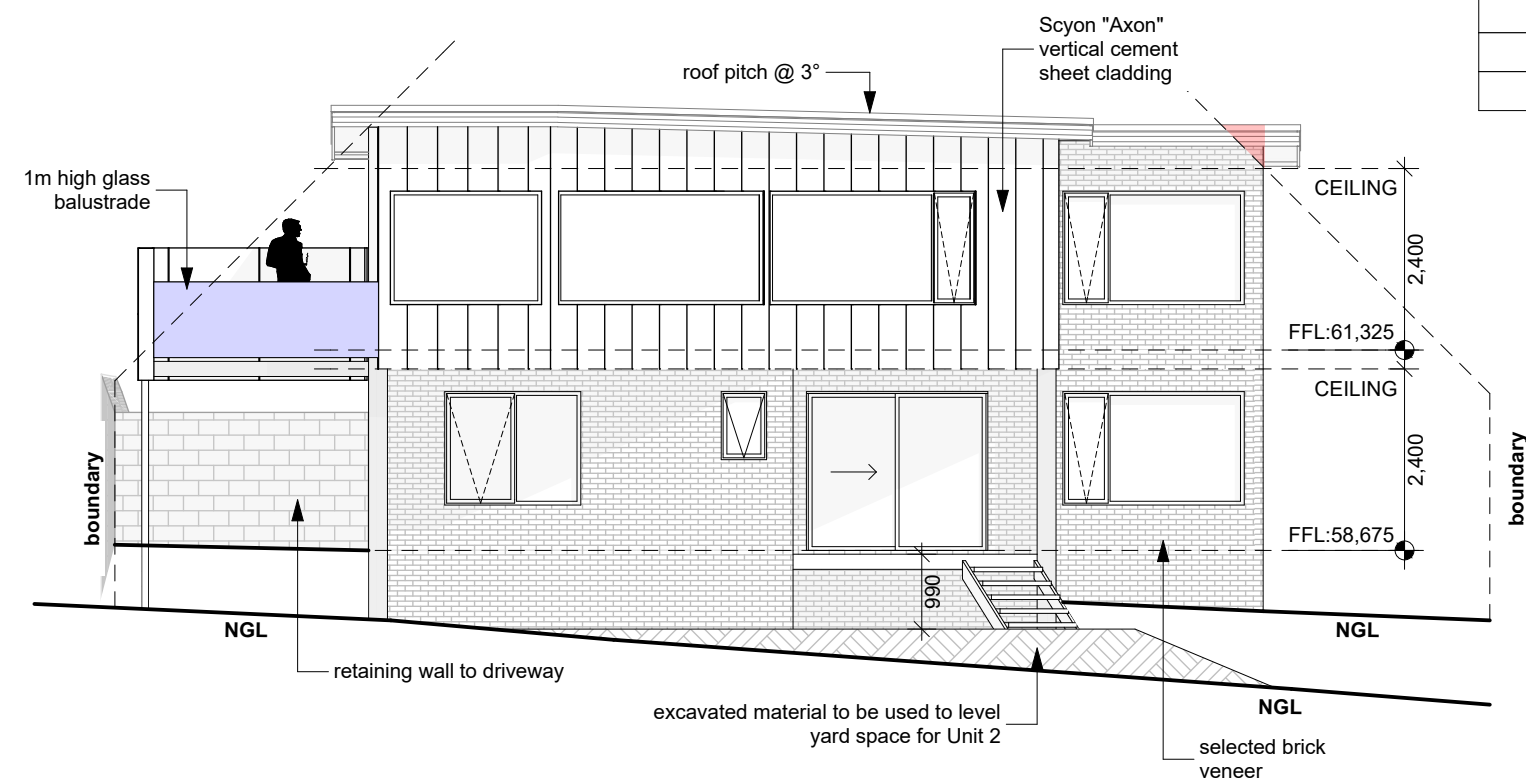 Scyon "Axon"
vertical cement
sheet cladding
roof pitch @ 3°
1m high glass
balustrade
CEILING
2,400
FFL:61,325
CEILING
2,400
FFL:58,675
boundary
boundary
990
NGL
NGL
retaining wall to driveway
NGL
excavated material to be used to level
yard space for Unit 2
selected brick
veneer